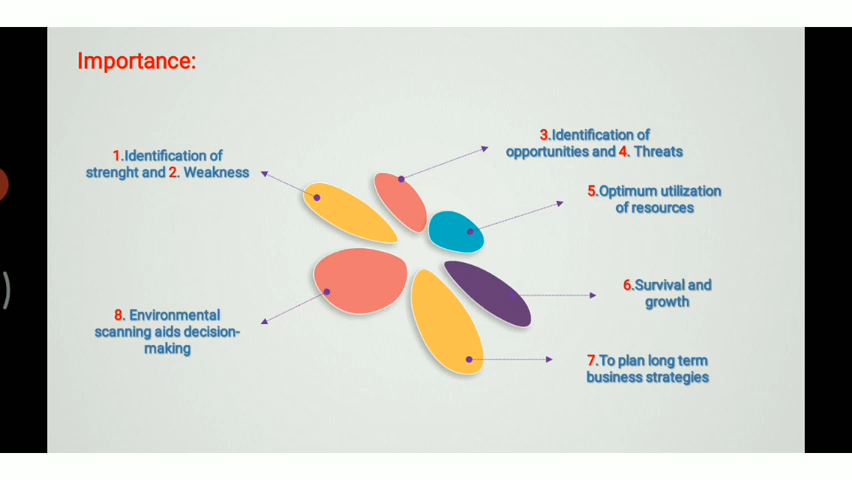 Importance:
1.Identification of
strenght and 2. Weakness
3.Identification of
opportunities and 4. Threats
5.Optimum utilization
of resources
6.Survival and
growth
7.To plan long term
business strategies
8. Environmental
scanning aids decision-
making